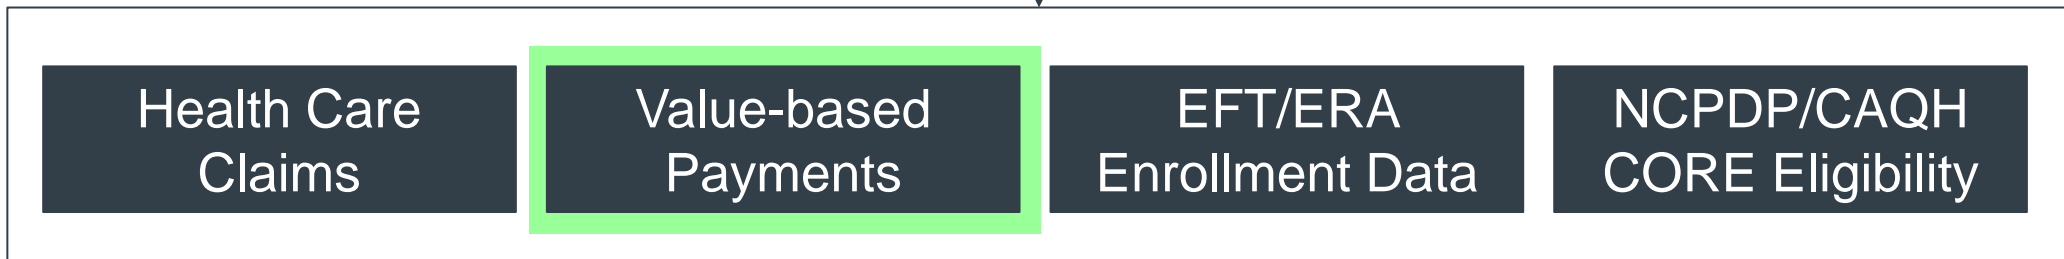 Health Care
Claims
Value-based
Payments
EFT/ERA
Enrollment Data
NCPDP/CAQH
CORE Eligibility